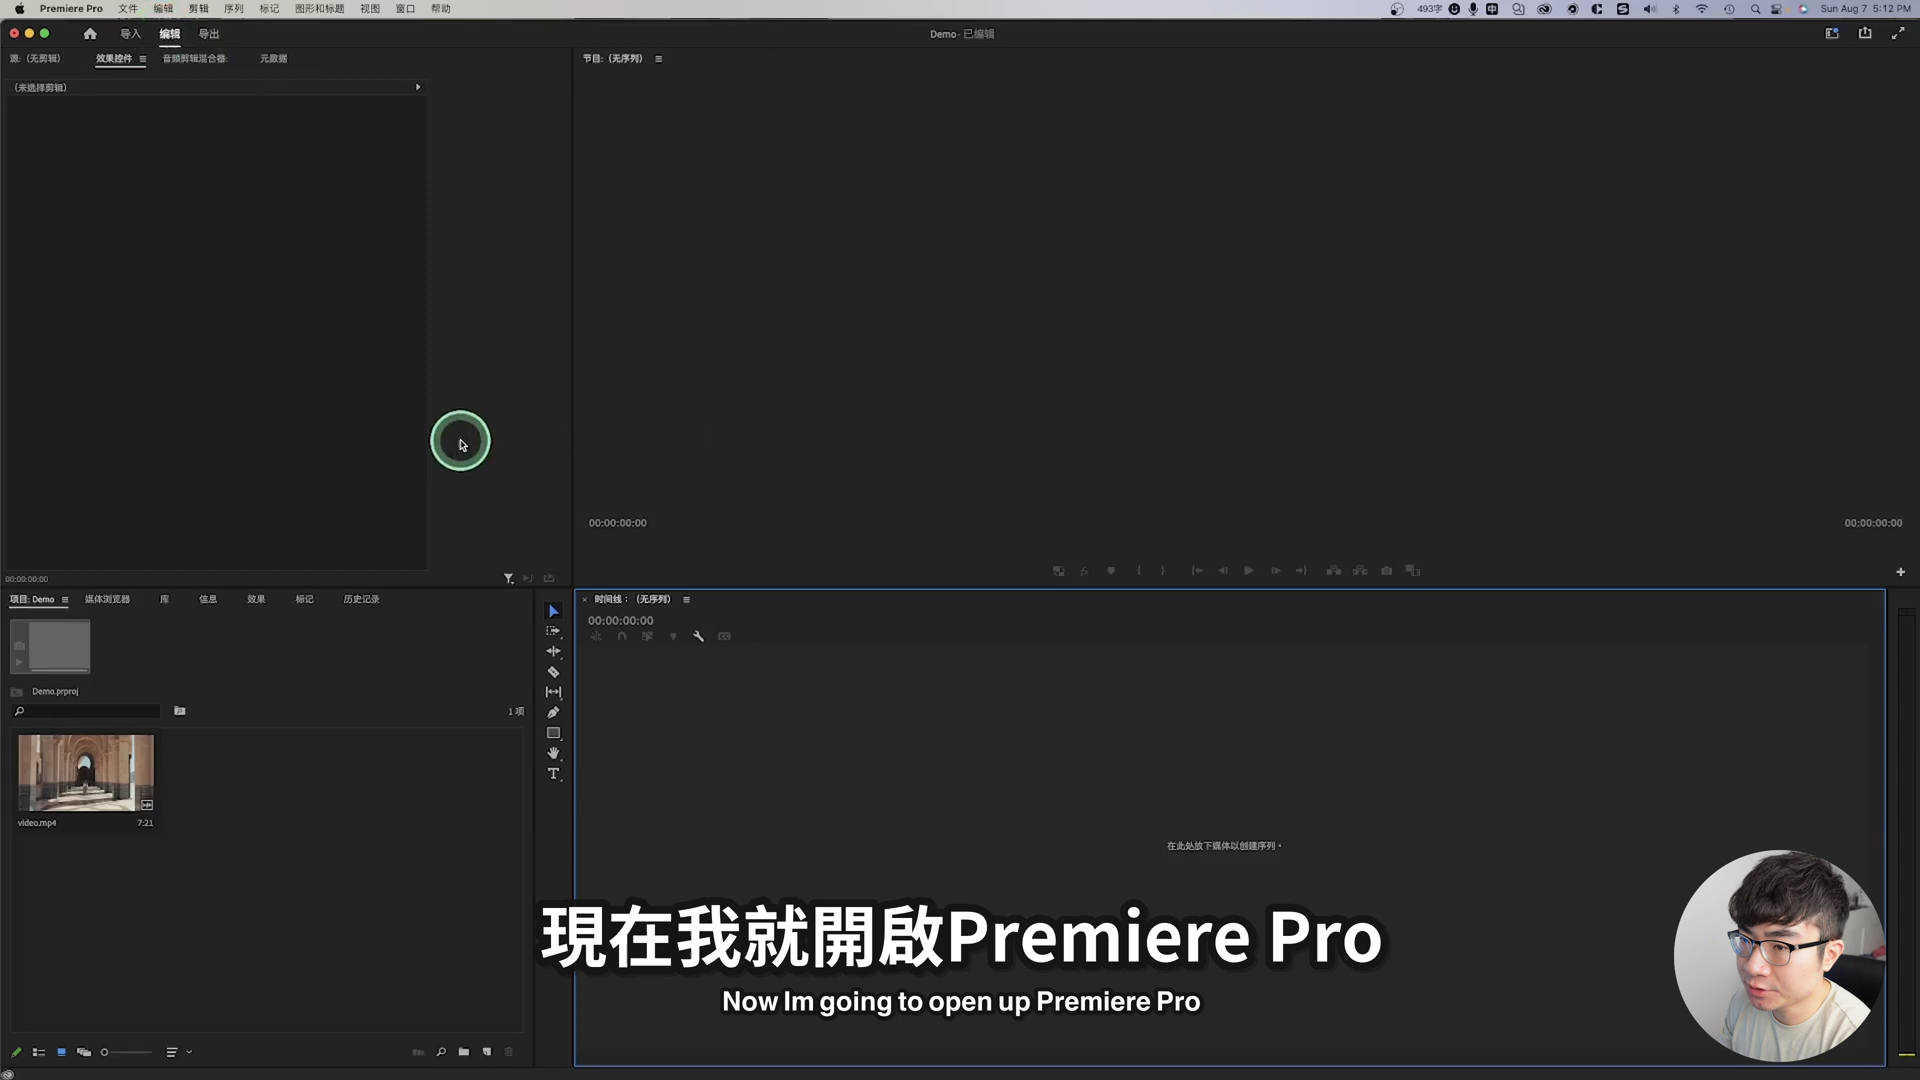 Premiere Pro 文件 编辑 剪辑 序列 标记 图形和标题 视图 窗口 帮助 493字 Sun Aug 7 5:12 PM
导入 编辑 导出 Demo - 已编辑
源:(无剪辑) 效果控件 音频剪辑混合器: 元数据 节目:(无序列)
(未选择剪辑)
00:00:00:00 00:00:00:00
00:00:00:00
项目: Demo 媒体浏览器 库 信息 效果 标记 历史记录 × 时间线:(无序列)
00:00:00:00
Demo.prproj
1 项
video.mp4 7:21
在此处放下媒体以创建序列。
現在我就開啟Premiere Pro
Now Im going to open up Premiere Pro